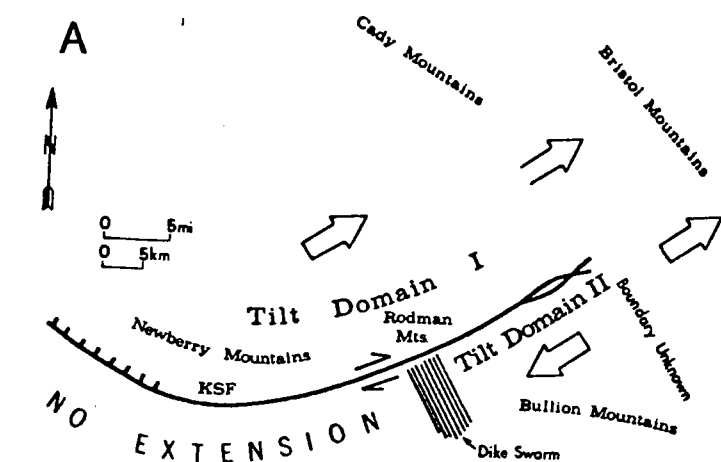 A
Cady Mountains
Bristol Mountains
N
0 5mi
0 5km
Tilt Domain I
Newberry Mountains
Rodman
Mts.
Tilt Domain II
Boundary Unknown
KSF
NO EXTENSION
Bullion Mountains
Dike Swarm